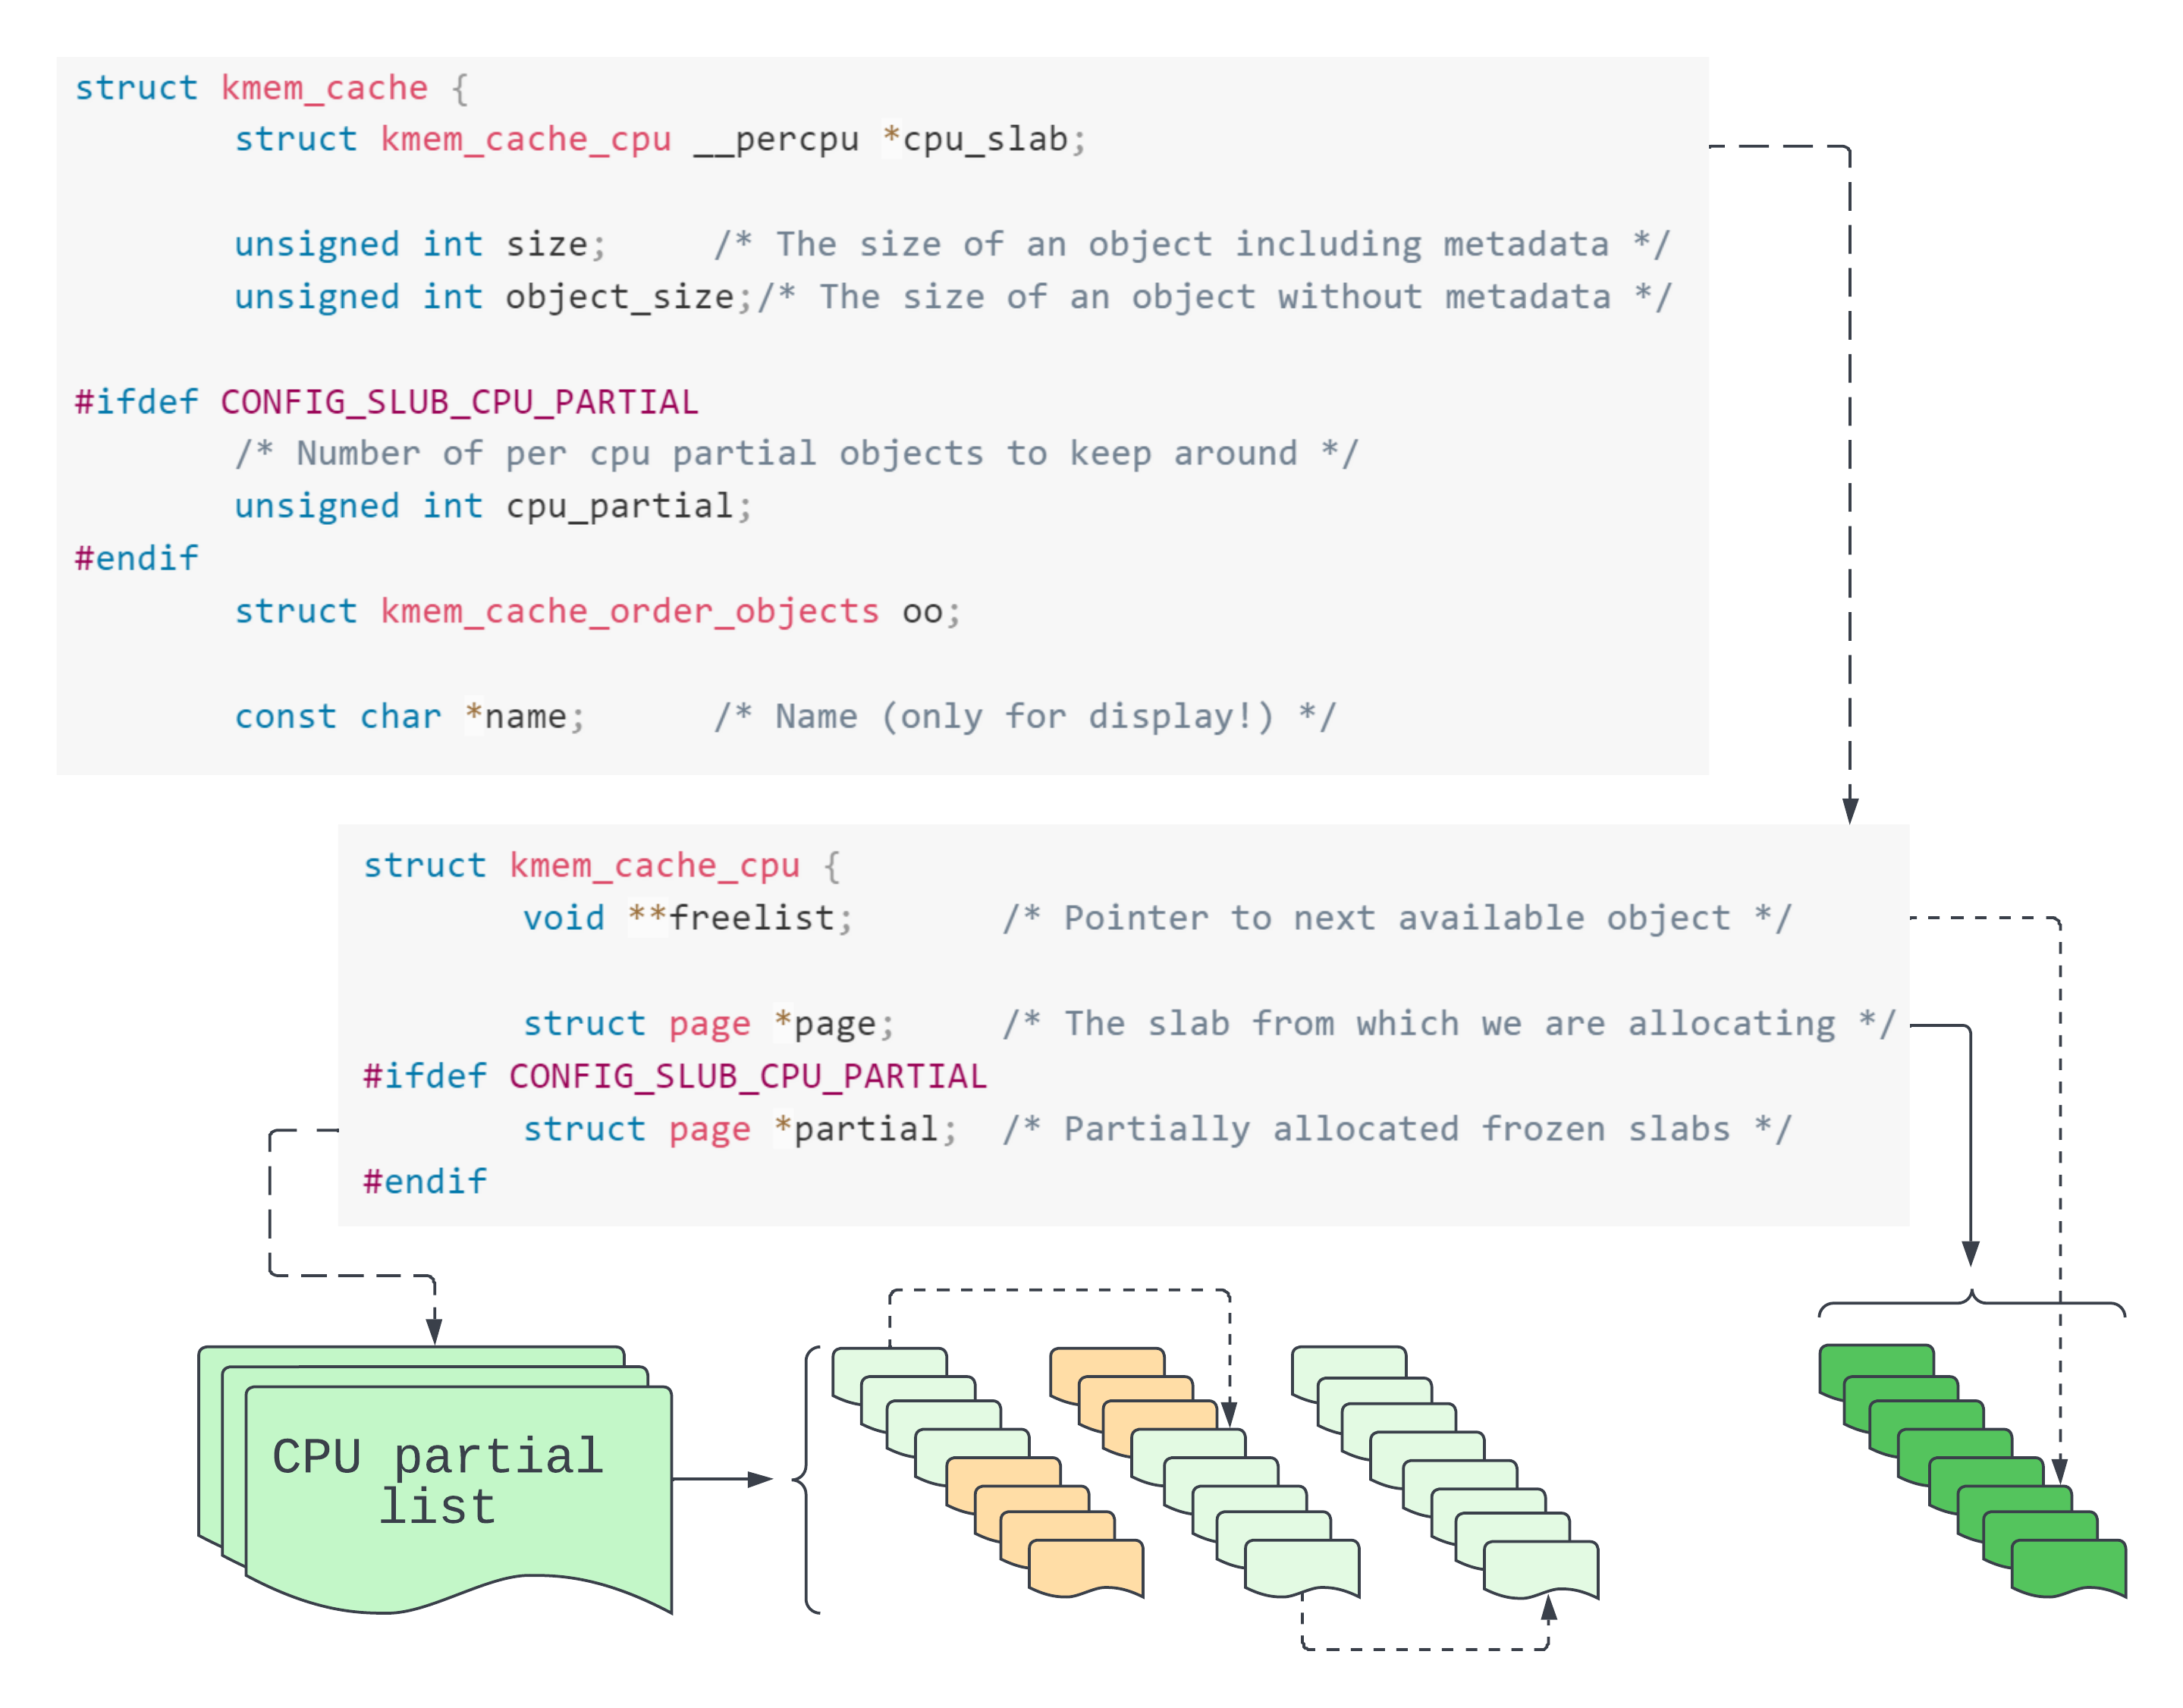 struct kmem_cache {
struct kmem_cache_cpu __percpu *cpu_slab;
unsigned int size; /* The size of an object including metadata */
unsigned int object_size;/* The size of an object without metadata */
#ifdef CONFIG_SLUB_CPU_PARTIAL
/* Number of per cpu partial objects to keep around */
unsigned int cpu_partial;
#endif
struct kmem_cache_order_objects oo;
const char *name; /* Name (only for display!) */
struct kmem_cache_cpu {
void **freelist; /* Pointer to next available object */
struct page *page; /* The slab from which we are allocating */
#ifdef CONFIG_SLUB_CPU_PARTIAL
struct page *partial; /* Partially allocated frozen slabs */
#endif
CPU partial
list